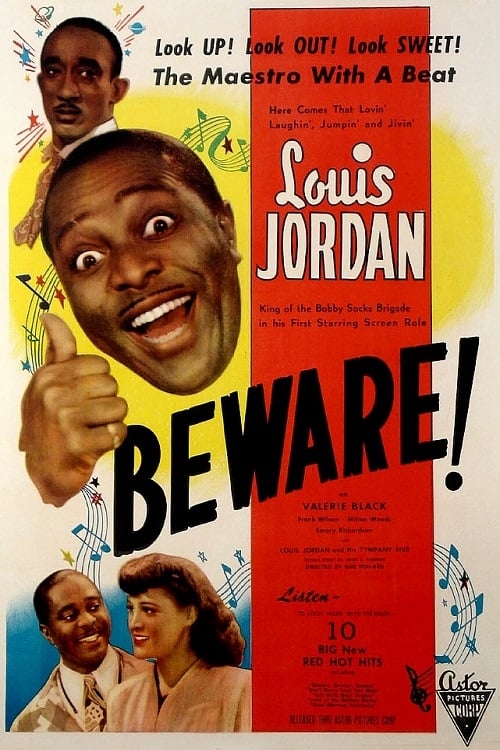 Look UP! Look OUT! Look SWEET!
The Maestro With A Beat
Here Comes That Lovin'
Laughin', Jumpin' and Jivin'
Louis
JORDAN
King of the Bobby Socks Brigade
in his First Starring Screen Role
BEWARE!
with
VALERIE BLACK
Frank Wilson - Milton Woods
Emory Richardson
and
LOUIS JORDAN and His TYMPANY FIVE
DIRECTED BY BUD POLLARD
Listen-
10
BIG New
RED HOT HITS
including
RELEASED THRU ASTOR PICTURES CORP
Astor
PICTURES
CORP.